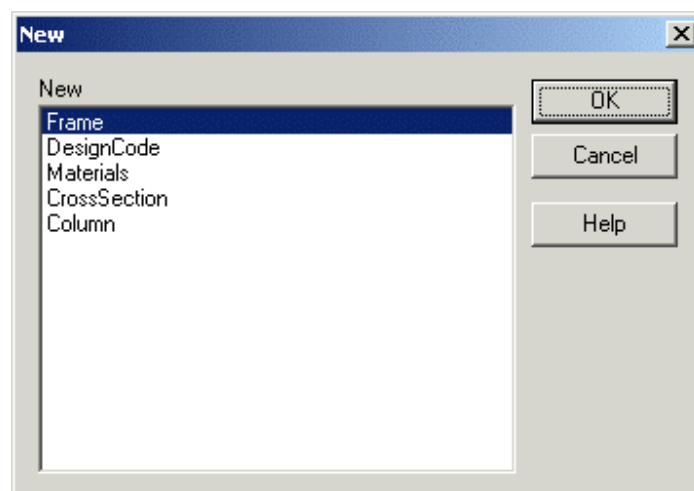 New
New
Frame
DesignCode
Materials
CrossSection
Column
OK
Cancel
Help